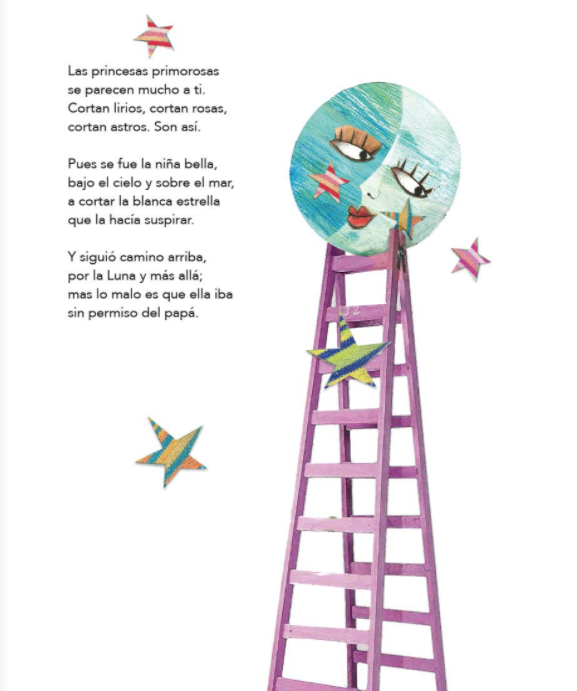 Las princesas primorosas
se parecen mucho a ti.
Cortan lirios, cortan rosas,
cortan astros. Son así.
Pues se fue la niña bella,
bajo el cielo y sobre el mar,
a cortar la blanca estrella
que la hacía suspirar.
Y siguió camino arriba,
por la Luna y más allá;
mas lo malo es que ella iba
sin permiso del papá.